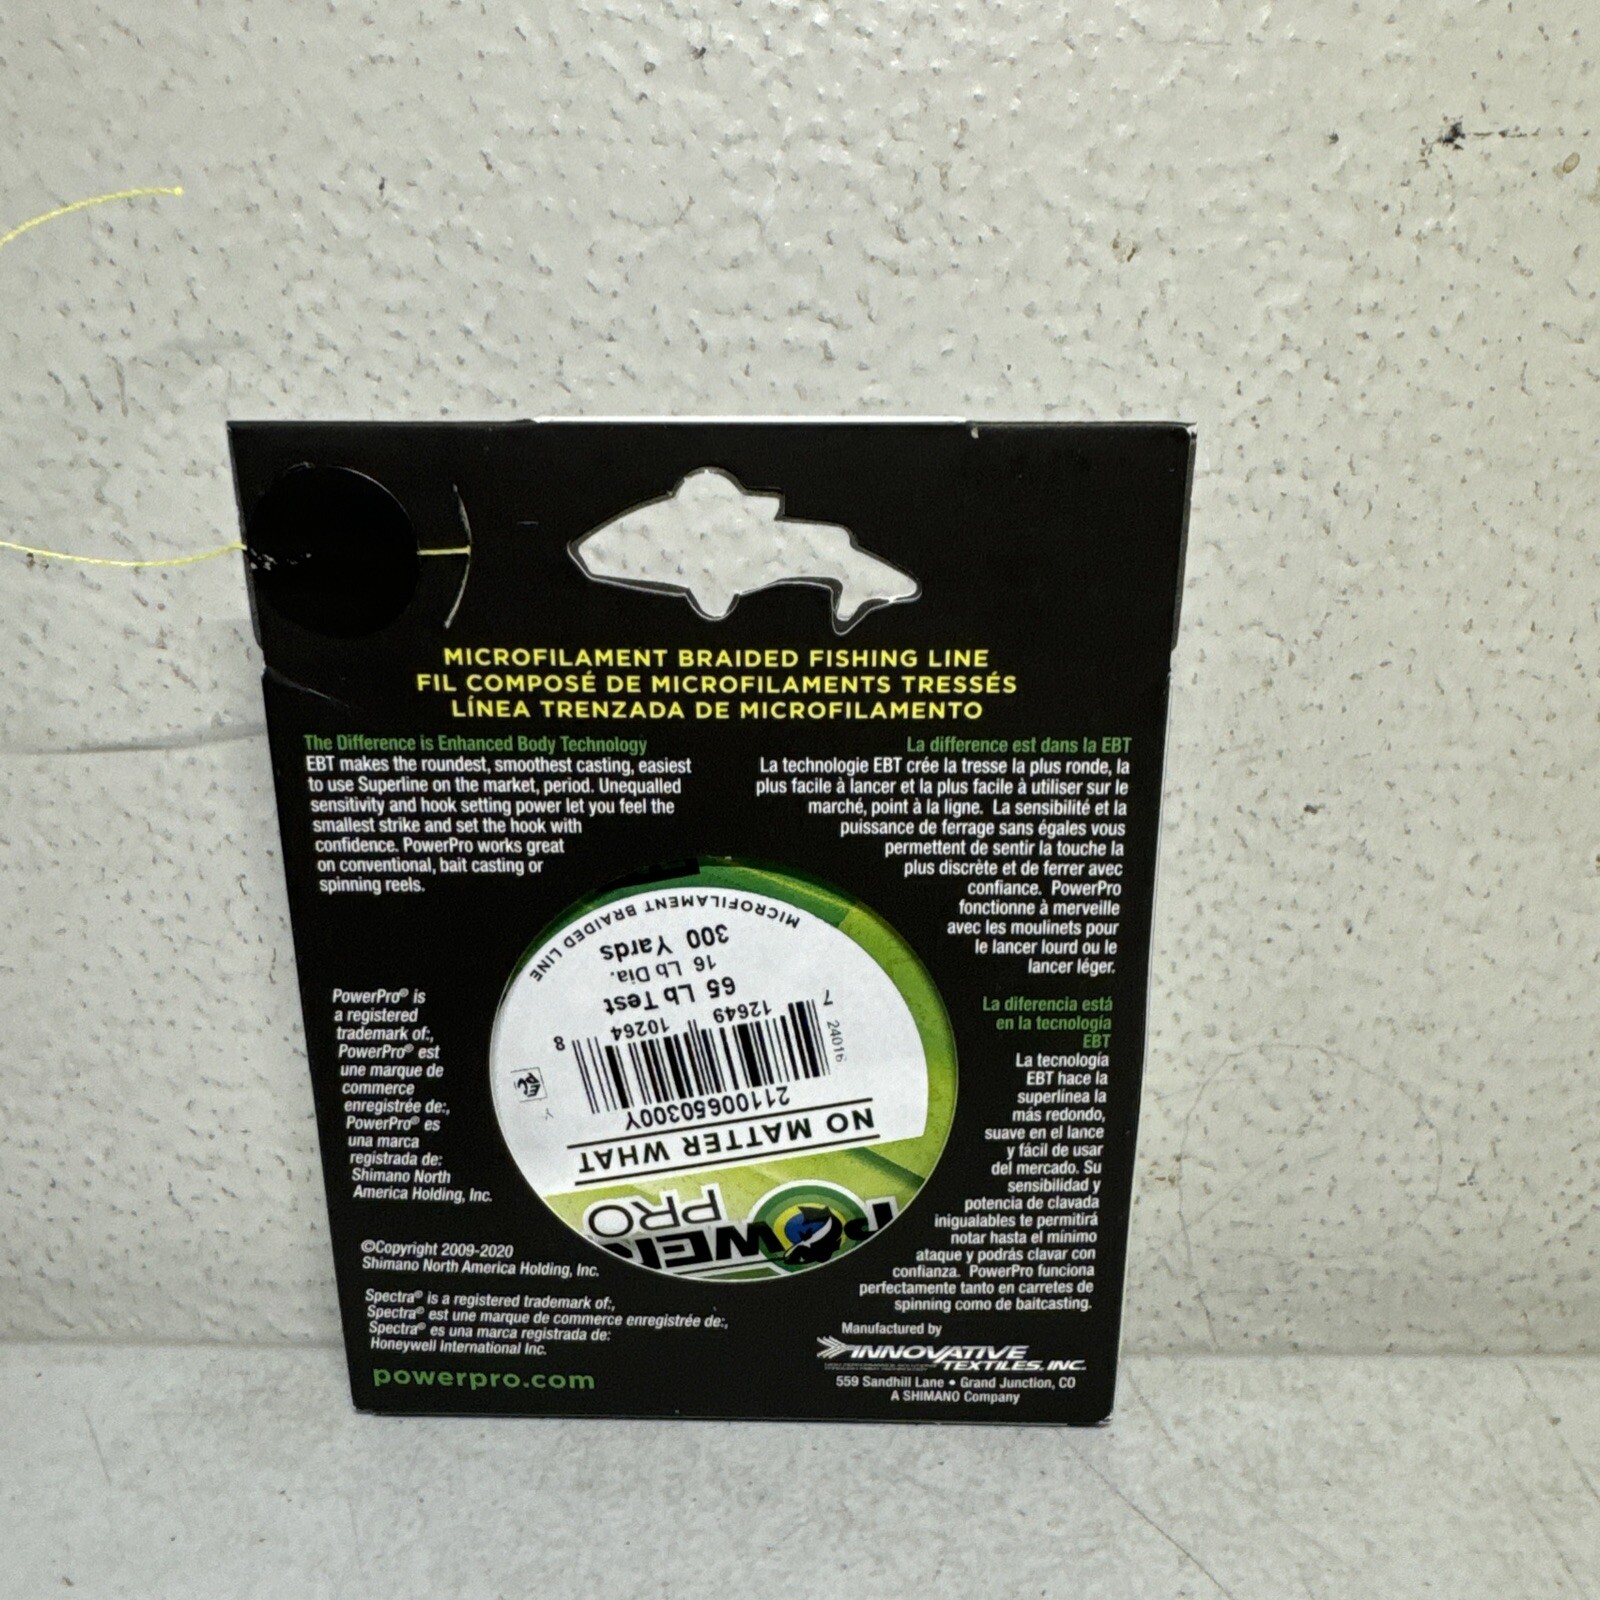 MICROFILAMENT BRAIDED FISHING LINE
FIL COMPOSÉ DE MICROFILAMENTS TRESSÉS
LÍNEA TRENZADA DE MICROFILAMENTO
The Difference is Enhanced Body Technology
EBT makes the roundest, smoothest casting, easiest
to use Superline on the market, period. Unequalled
sensitivity and hook setting power let you feel the
smallest strike and set the hook with
confidence. PowerPro works great
on conventional, bait casting or
spinning reels.
La difference est dans la EBT
La technologie EBT crée la tresse la plus ronde, la
plus facile à lancer et la plus facile à utiliser sur le
marché, point à la ligne. La sensibilité et la
puissance de ferrage sans égales vous
permettent de sentir la touche la
plus discrète et de ferrer avec
confiance. PowerPro
fonctionne à merveille
avec les moulinets pour
le lancer lourd ou le
lancer léger.
La diferencia está
en la tecnología
EBT
La tecnología
EBT hace la
superlínea la
más redondo,
suave en el lance
y fácil de usar
del mercado. Su
sensibilidad y
potencia de clavada
inigualables te permitirá
notar hasta el mínimo
ataque y podrás clavar con
confianza. PowerPro funciona
perfectamente tanto en carretes de
spinning como de baitcasting.
PowerPro® is
a registered
trademark of:,
PowerPro® est
une marque de
commerce
enregistrée de:,
PowerPro® es
una marca
registrada de:
Shimano North
America Holding, Inc.
©Copyright 2009-2020
Shimano North America Holding, Inc.
Spectra® is a registered trademark of:,
Spectra® est une marque de commerce enregistrée de:,
Spectra® es una marca registrada de:
Honeywell International Inc.
powerpro.com
Manufactured by
INNOVATIVE
TEXTILES, INC.
559 Sandhill Lane • Grand Junction, CO
A SHIMANO Company
POWER
PRO
NO MATTER WHAT
21100650300Y
24016
7 12649 10264 8
65 Lb Test
16 Lb Dia.
300 Yards
MICROFILAMENT BRAIDED LINE